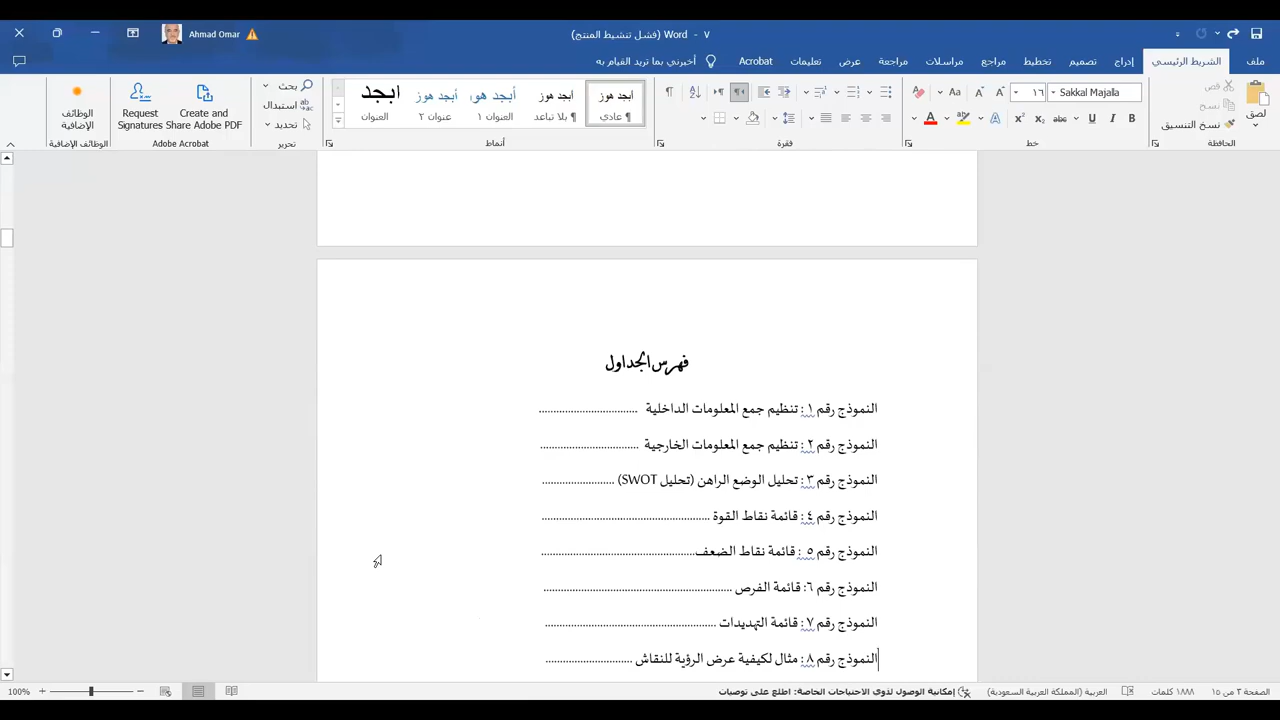 Word (فشل تنشيط المنتج) -
Ahmad Omar
ملف
الشريط الرئيسي
إدراج
تصميم
تخطيط
مراجع
مراسلات
مراجعة
عرض
تعليمات
Acrobat
أخبرني بما تريد القيام به
لصق
قص
نسخ
نسخ التنسيق
الحافظة
Sakkal Majalla
١٦
خط
فقرة
أبجد هوز
¶ عادي
أبجد هوز
¶ بلا تباعد
أبجد هو.
العنوان ١
أبجد هوز
عنوان ٢
أبجد
العنوان
أنماط
بحث
استبدال
تحديد
تحرير
Create and Share Adobe PDF
Request Signatures
Adobe Acrobat
الوظائف الإضافية
الوظائف الإضافية
فهرس الجداول
النموذج رقم ١: تنظيم جمع المعلومات الداخلية ..................................
النموذج رقم ٢: تنظيم جمع المعلومات الخارجية ..................................
النموذج رقم ٣: تحليل الوضع الراهن (تحليل SWOT) .........................
النموذج رقم ٤: قائمة نقاط القوة ..........................................................
النموذج رقم ٥ : قائمة نقاط الضعف.....................................................
النموذج رقم ٦: قائمة الفرص .................................................................
النموذج رقم ٧: قائمة التهديدات ...........................................................
النموذج رقم ٨: مثال لكيفية عرض الرؤية للنقاش ..............................
الصفحة ٢ من ١٥
١٨٨٨ كلمات
العربية (المملكة العربية السعودية)
إمكانية الوصول لذوي الاحتياجات الخاصة: اطلع على توصيات
100%